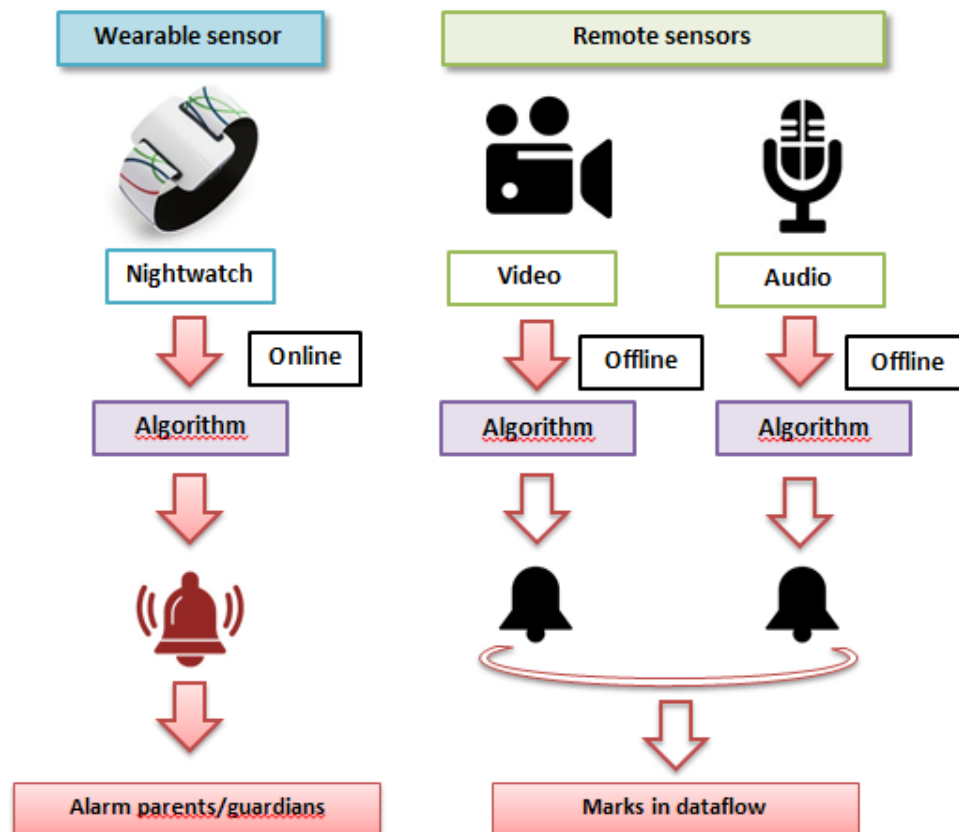 Wearable sensor
Remote sensors
Nightwatch
Video
Audio
Online
Offline
Offline
Algorithm
Algorithm
Algorithm
Alarm parents/guardians
Marks in dataflow